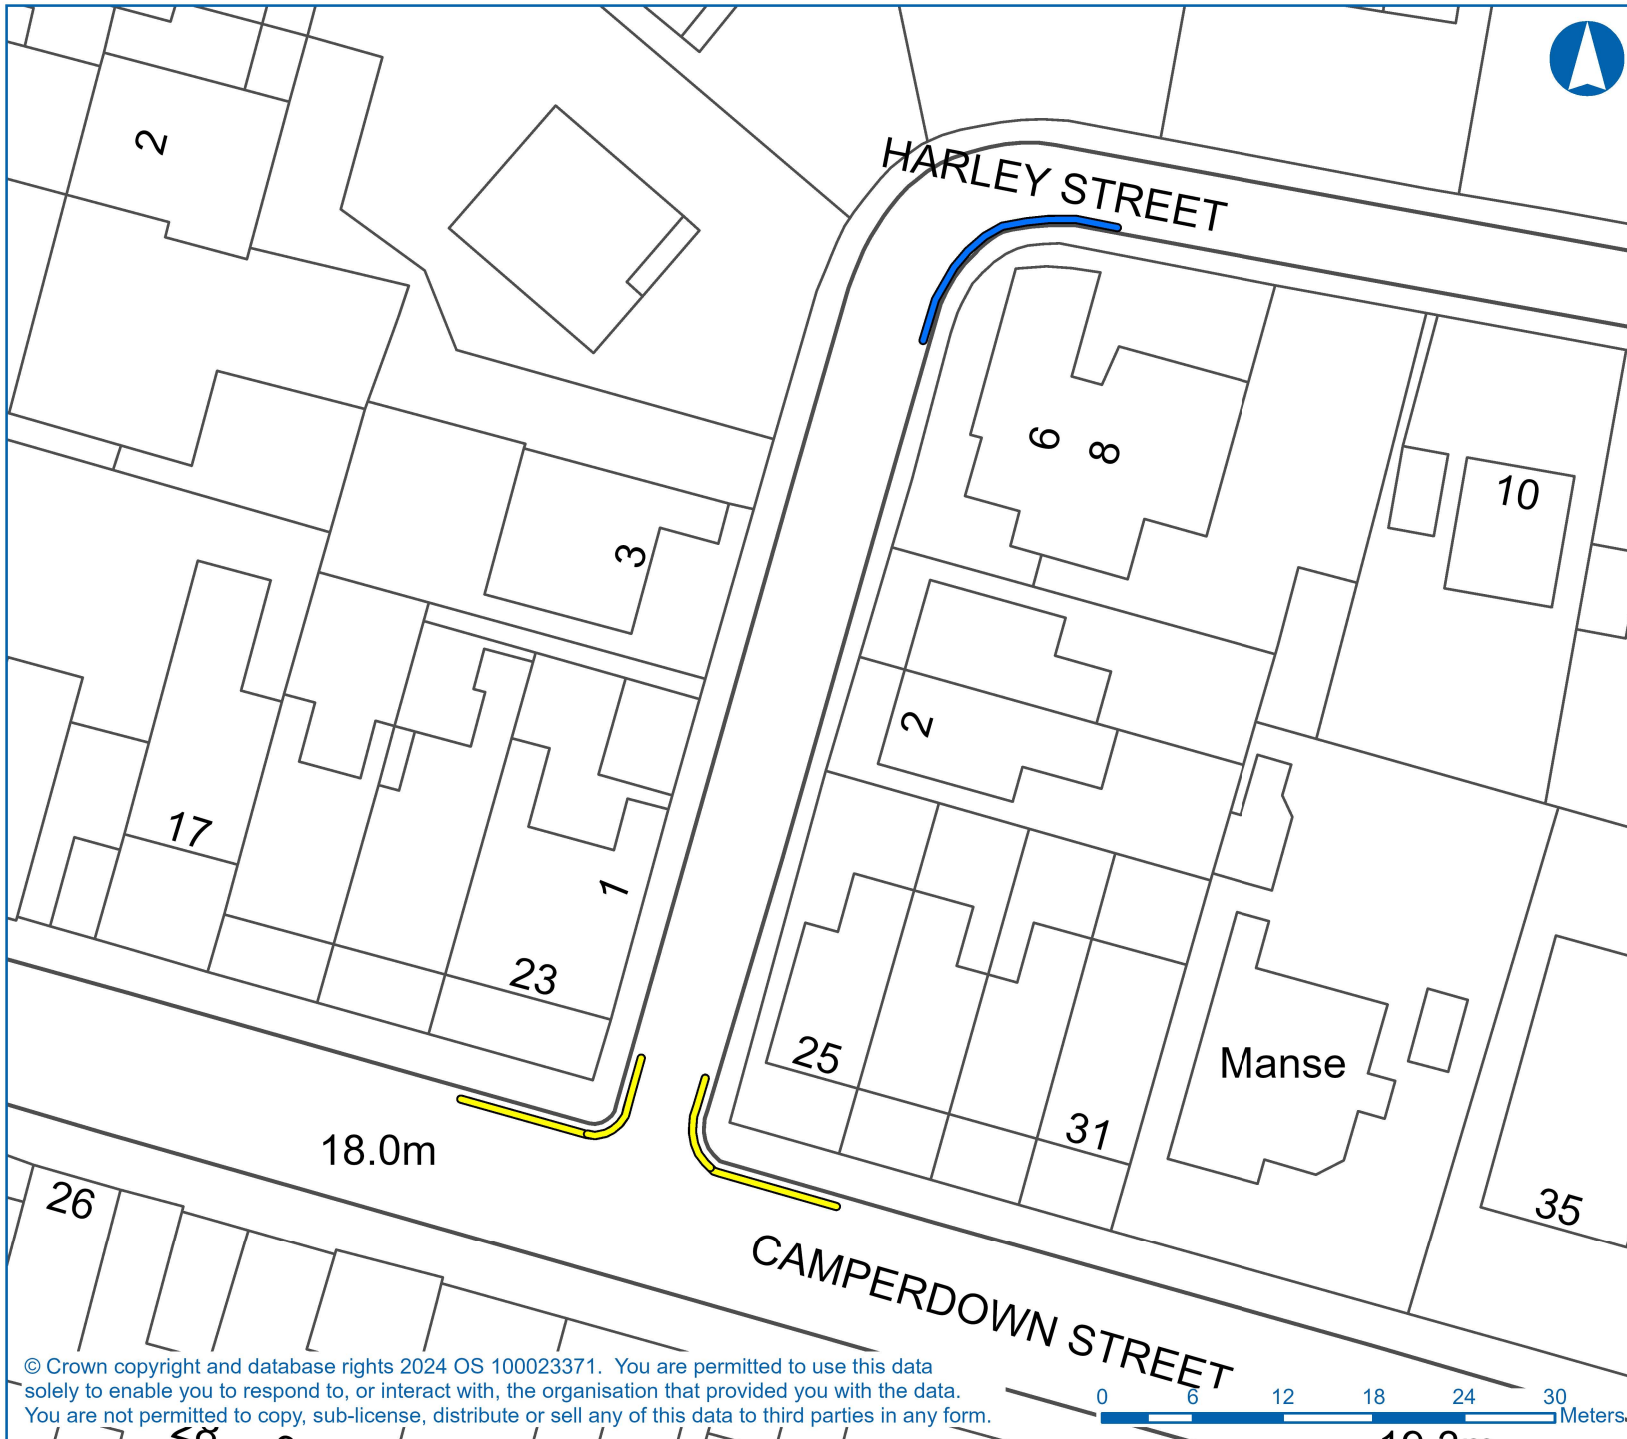 2
HARLEY STREET
6
8
10
3
2
17
1
23
25
Manse
31
18.0m
26
35
CAMPERDOWN STREET
© Crown copyright and database rights 2024 OS 100023371. You are permitted to use this data
solely to enable you to respond to, or interact with, the organisation that provided you with the data.
You are not permitted to copy, sub-license, distribute or sell any of this data to third parties in any form.
0 6 12 18 24 30
Meters